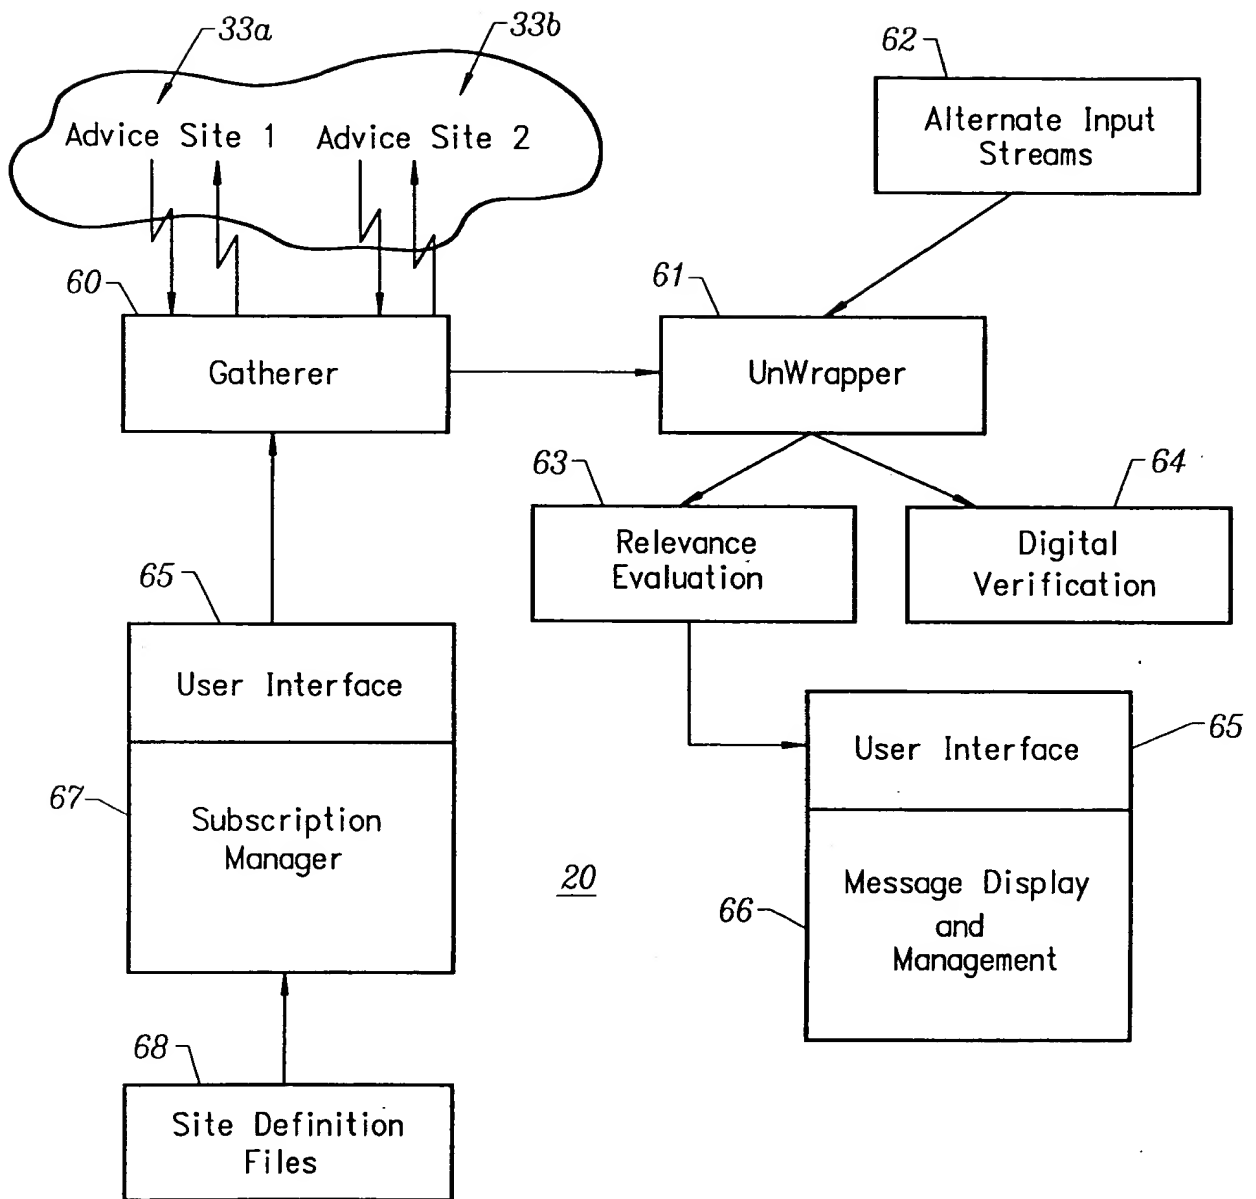 33a
33b
62
Advice Site 1
Advice Site 2
Alternate Input
Streams
60
61
Gatherer
UnWrapper
63
64
Relevance
Evaluation
Digital
Verification
65
User Interface
65
User Interface
67
Subscription
Manager
20
66
Message Display
and
Management
68
Site Definition
Files